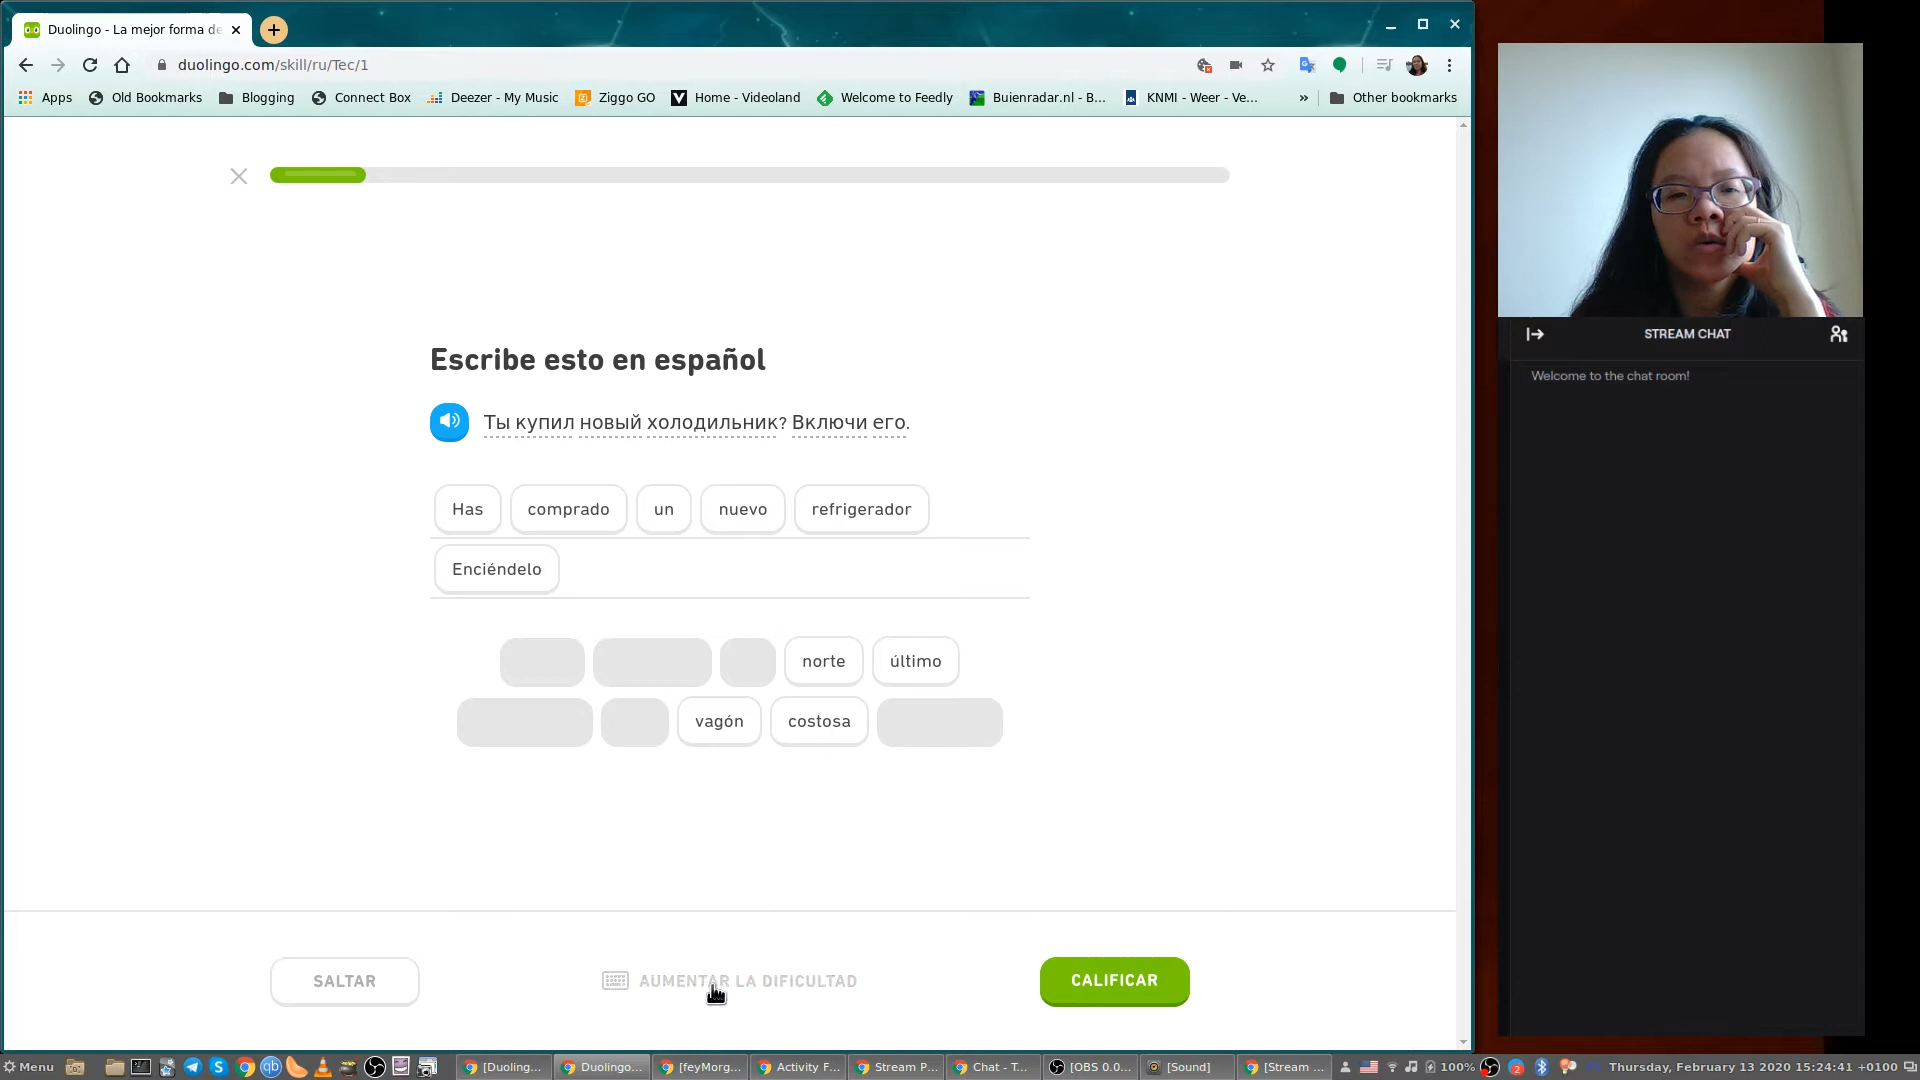 Duolingo - La mejor forma de
duolingo.com/skill/ru/Tec/1
Apps Old Bookmarks Blogging Connect Box Deezer - My Music Ziggo GO Home - Videoland Welcome to Feedly Buienradar.nl - B... KNMI - Weer - Ve... » Other bookmarks
Escribe esto en español
Ты купил новый холодильник? Включи его.
Has comprado un nuevo refrigerador
Enciéndelo
norte último
vagón costosa
SALTAR AUMENTAR LA DIFICULTAD CALIFICAR
STREAM CHAT
Welcome to the chat room!
Menu [Duoling... Duolingo... [feyMorg... Activity F... Stream P... Chat - T... [OBS 0.0... [Sound] [Stream ... 100% 2 Thursday, February 13 2020 15:24:41 +0100